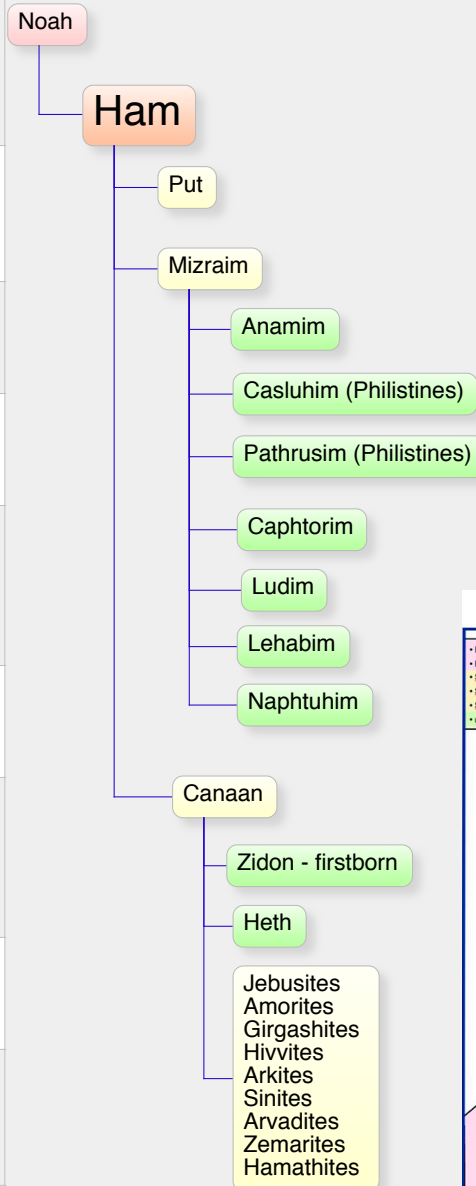 Noah
Ham
Put
Mizraim
Anamim
Casluhim (Philistines)
Pathrusim (Philistines)
Caphtorim
Ludim
Lehabim
Naphtuhim
Canaan
Zidon - firstborn
Heth
Jebusites
Amorites
Girgashites
Hivvites
Arkites
Sinites
Arvadites
Zemarites
Hamathites